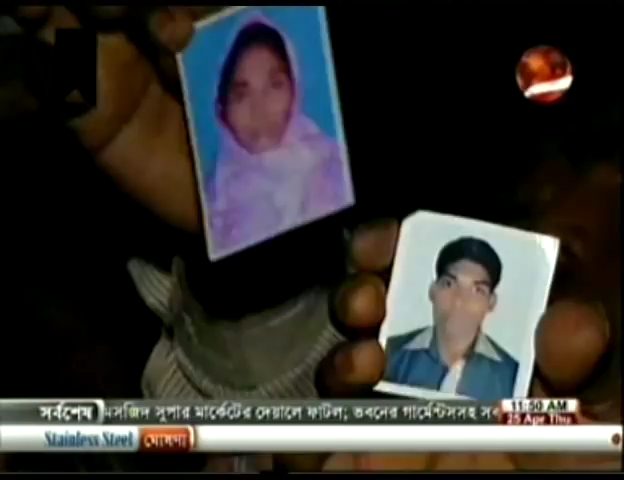 সর্বশেষ মসজিদ সুপার মার্কেটের দেয়ালে ফাটল; ভবনের গার্মেন্টসসহ সব
11:50 AM
25 Apr Thu
Stainless Steel ঘোষণা